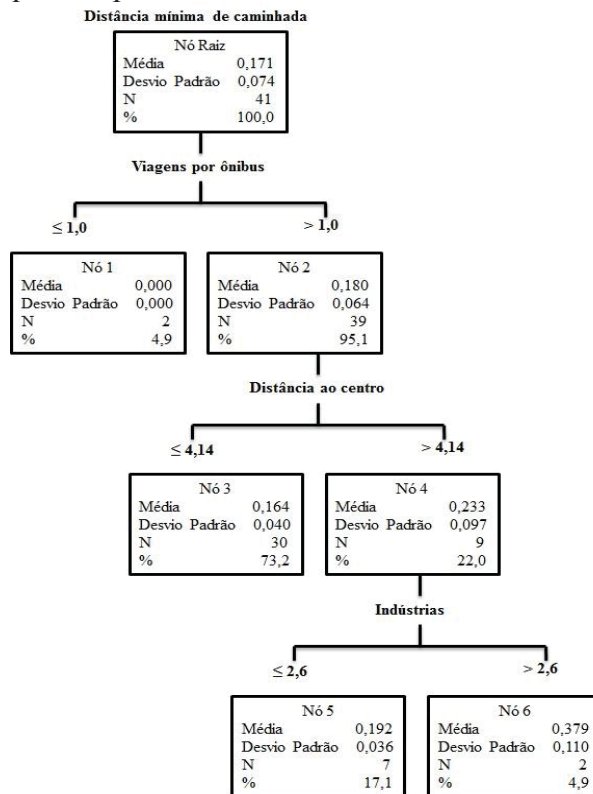 Distância mínima de caminhada
Nó Raiz
Média 0,171
Desvio Padrão 0,074
N 41
% 100,0
Viagens por ônibus
≤ 1,0 > 1,0
Nó 1
Média 0,000
Desvio Padrão 0,000
N 2
% 4,9
Nó 2
Média 0,180
Desvio Padrão 0,064
N 39
% 95,1
Distância ao centro
≤ 4,14 > 4,14
Nó 3
Média 0,164
Desvio Padrão 0,040
N 30
% 73,2
Nó 4
Média 0,233
Desvio Padrão 0,097
N 9
% 22,0
Indústrias
≤ 2,6 > 2,6
Nó 5
Média 0,192
Desvio Padrão 0,036
N 7
% 17,1
Nó 6
Média 0,379
Desvio Padrão 0,110
N 2
% 4,9